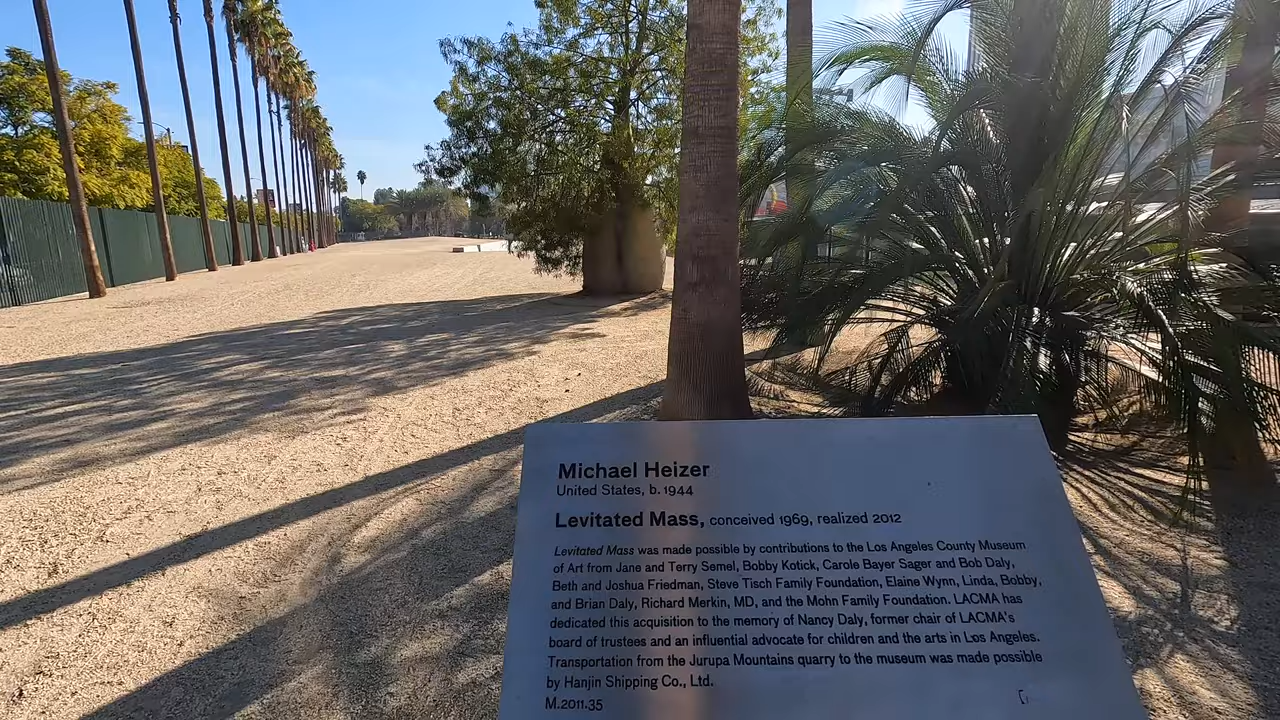 Michael Heizer
United States, b. 1944
Levitated Mass, conceived 1969, realized 2012
Levitated Mass was made possible by contributions to the Los Angeles County Museum
of Art from Jane and Terry Semel, Bobby Kotick, Carole Bayer Sager and Bob Daly,
Beth and Joshua Friedman, Steve Tisch Family Foundation, Elaine Wynn, Linda, Bobby,
and Brian Daly, Richard Merkin, MD, and the Mohn Family Foundation. LACMA has
dedicated this acquisition to the memory of Nancy Daly, former chair of LACMA's
board of trustees and an influential advocate for children and the arts in Los Angeles.
Transportation from the Jurupa Mountains quarry to the museum was made possible
by Hanjin Shipping Co., Ltd.
M.2011.35